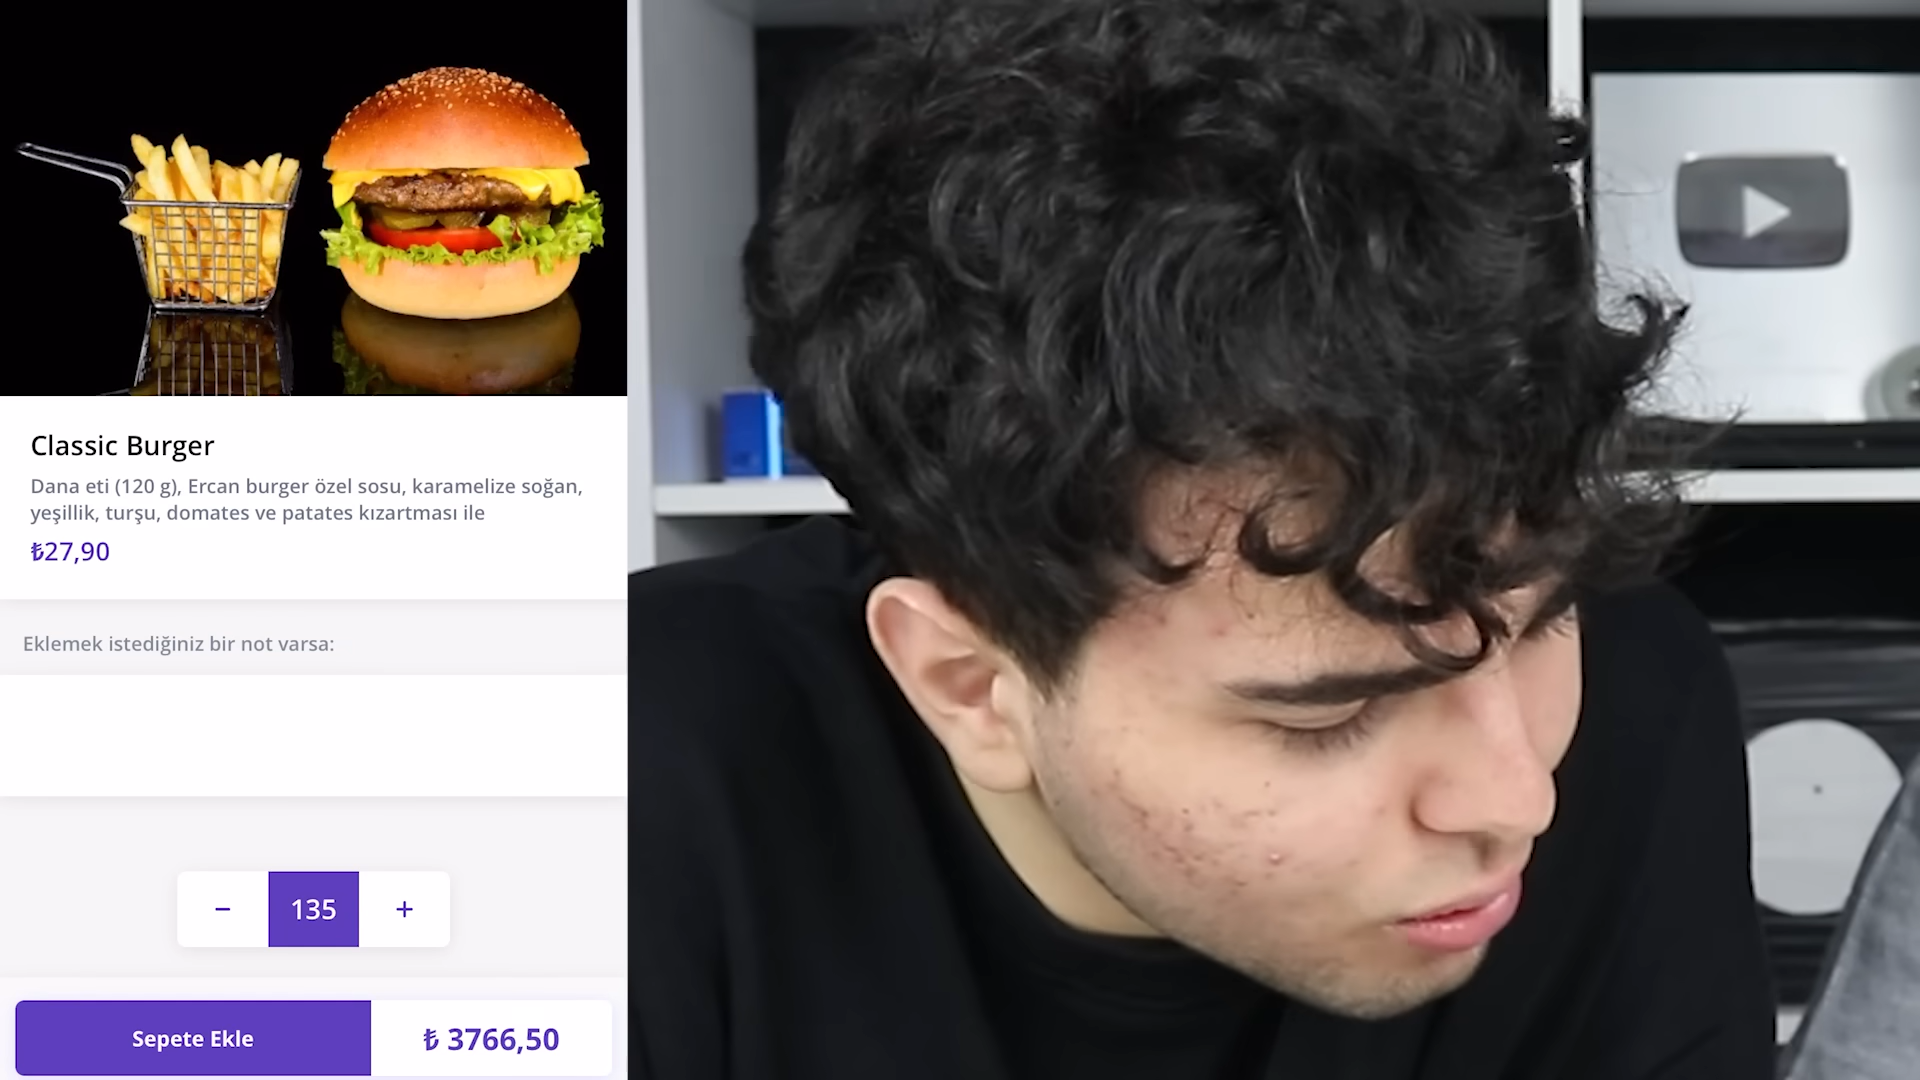 Classic Burger
Dana eti (120 g), Ercan burger özel sosu, karamelize soğan,
yeşillik, turşu, domates ve patates kızartması ile
₺27,90
Eklemek istediğiniz bir not varsa:
− 135 +
Sepete Ekle ₺ 3766,50